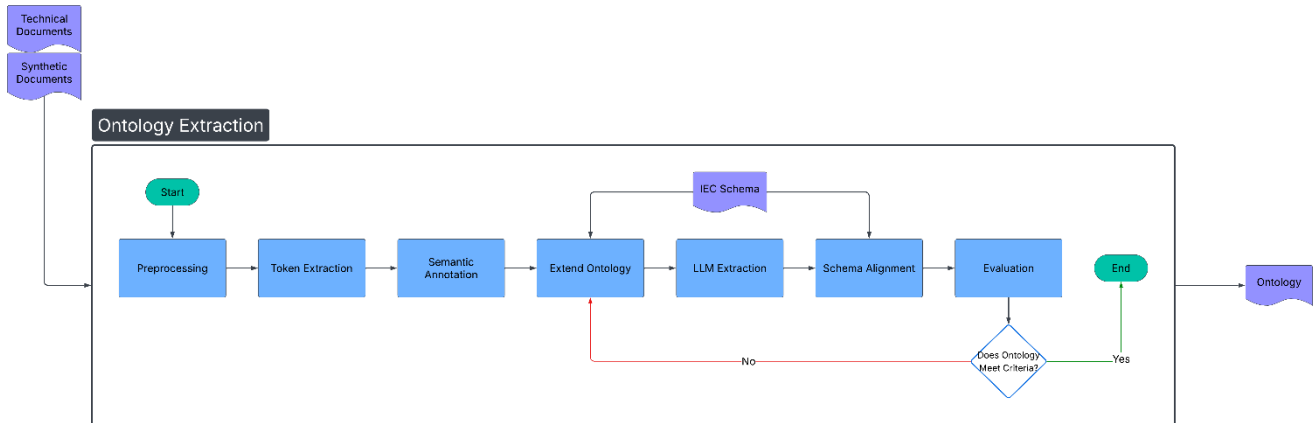 Technical
Documents
Synthetic
Documents
Ontology Extraction
Start
IEC Schema
Preprocessing
Token Extraction
Semantic
Annotation
Extend Ontology
LLM Extraction
Schema Alignment
Evaluation
End
Ontology
Does Ontology
Meet Criteria?
No
Yes